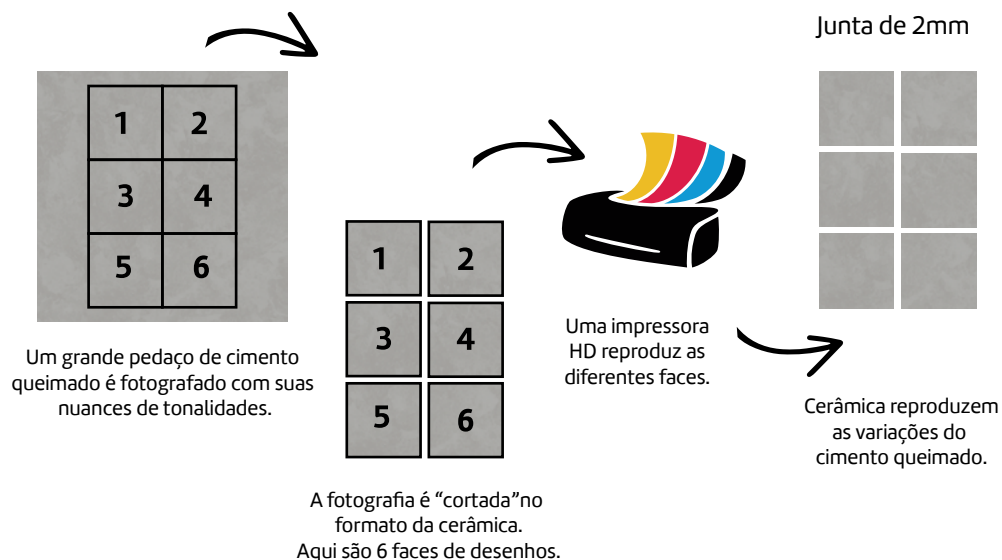 Junta de 2mm
1 2
3 4
5 6
Um grande pedaço de cimento
queimado é fotografado com suas
nuances de tonalidades.
1 2
3 4
5 6
A fotografia é “cortada”no
formato da cerâmica.
Aqui são 6 faces de desenhos.
Uma impressora
HD reproduz as
diferentes faces.
Cerâmica reproduzem
as variações do
cimento queimado.